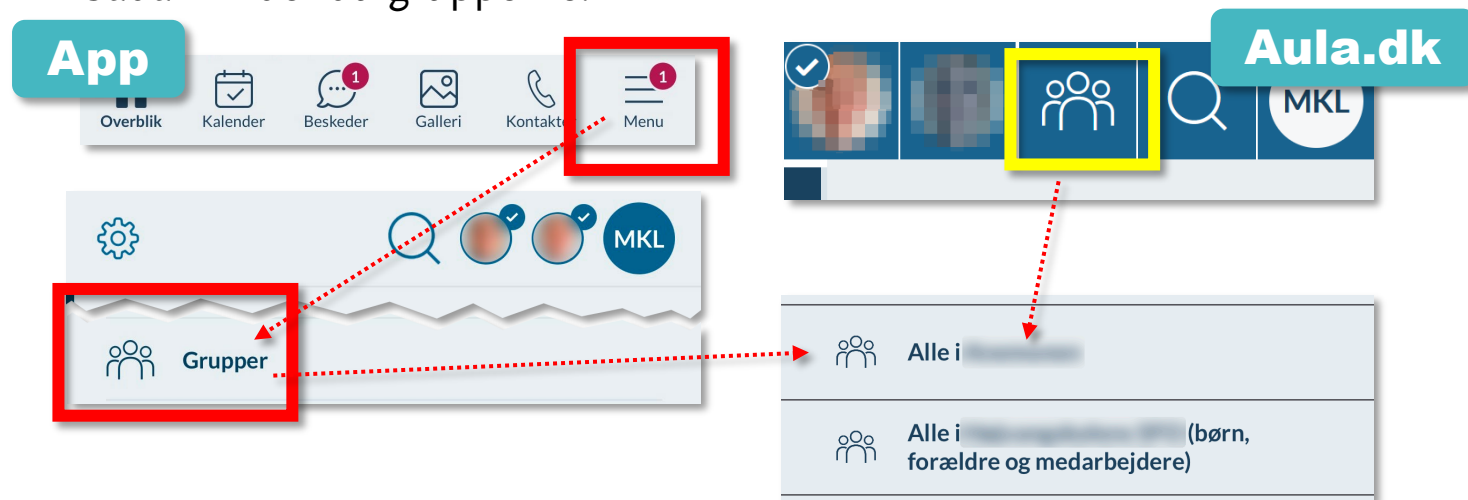 App
Aula.dk
Overblik
Kalender
1
Beskeder
Galleri
Kontakter
1
Menu
MKL
MKL
Grupper
Alle i
Alle i (børn,
forældre og medarbejdere)